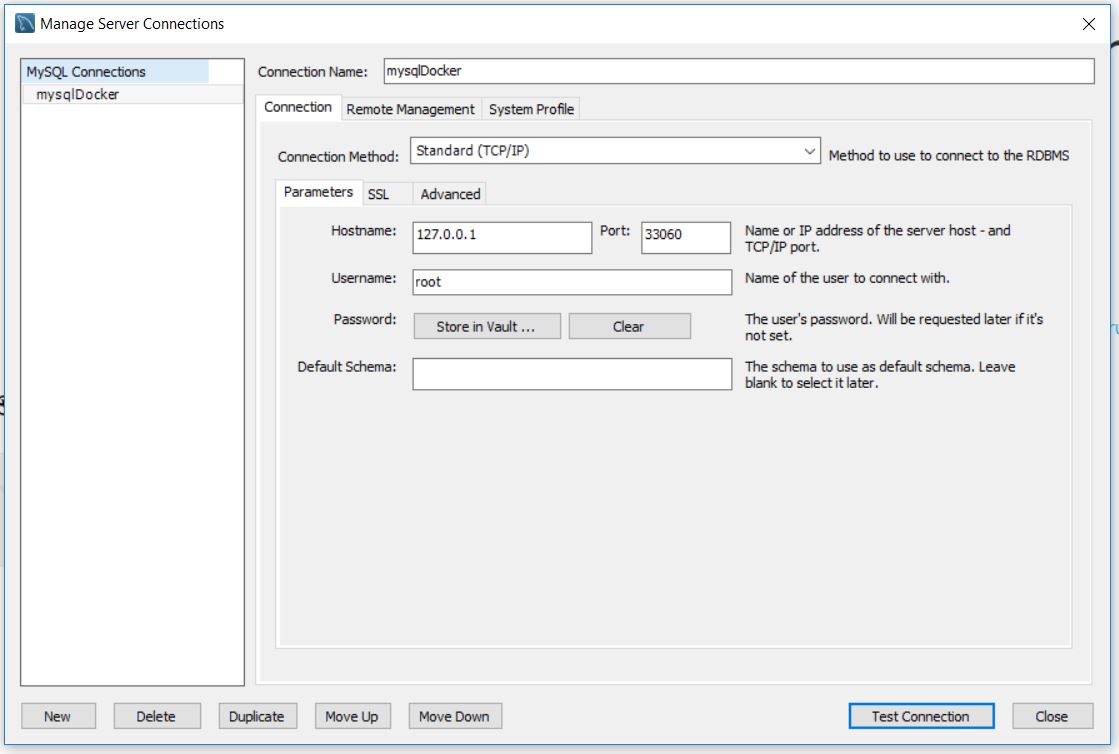 Manage Server Connections
MySQL Connections
mysqlDocker
Connection Name: mysqlDocker
Connection Remote Management System Profile
Connection Method: Standard (TCP/IP) Method to use to connect to the RDBMS
Parameters SSL Advanced
Hostname: 127.0.0.1 Port: 33060 Name or IP address of the server host - and
TCP/IP port.
Username: root Name of the user to connect with.
Password: Store in Vault ... Clear The user's password. Will be requested later if it's
not set.
Default Schema: The schema to use as default schema. Leave
blank to select it later.
New Delete Duplicate Move Up Move Down Test Connection Close